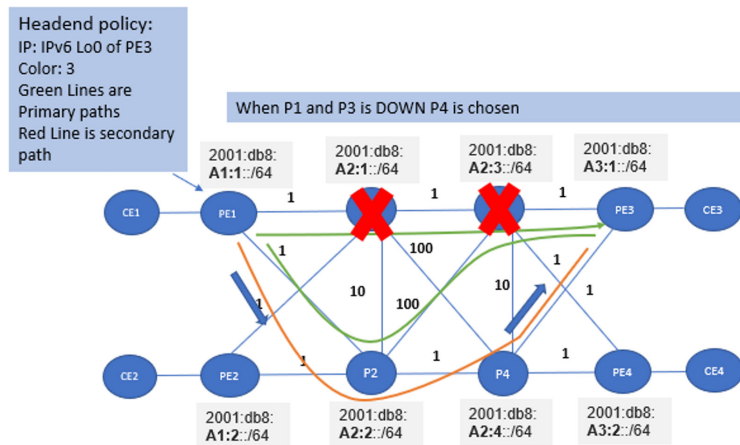 Headend policy:
IP: IPv6 Lo0 of PE3
Color: 3
Green Lines are
Primary paths
Red Line is secondary
path
When P1 and P3 is DOWN P4 is chosen
2001:db8:
A1:1::/64
2001:db8:
A2:1::/64
2001:db8:
A2:3::/64
2001:db8:
A3:1::/64
1
1
1
CE1
PE1
PE3
CE3
1
100
1
10
100
10
1
1
1
1
1
CE2
PE2
P2
P4
PE4
CE4
2001:db8:
A1:2::/64
2001:db8:
A2:2::/64
2001:db8:
A2:4::/64
2001:db8:
A3:2::/64